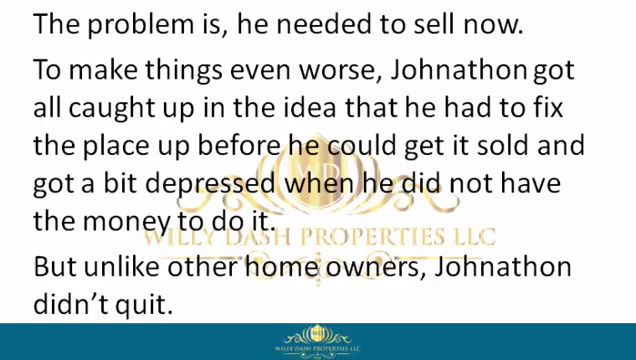 The problem is, he needed to sell now.
To make things even worse, Johnathon got
all caught up in the idea that he had to fix
the place up before he could get it sold and
got a bit depressed when he did not have
the money to do it.
WILLY DASH PROPERTIES LLC
But unlike other home owners, Johnathon
didn’t quit.
WILLY DASH PROPERTIES LLC